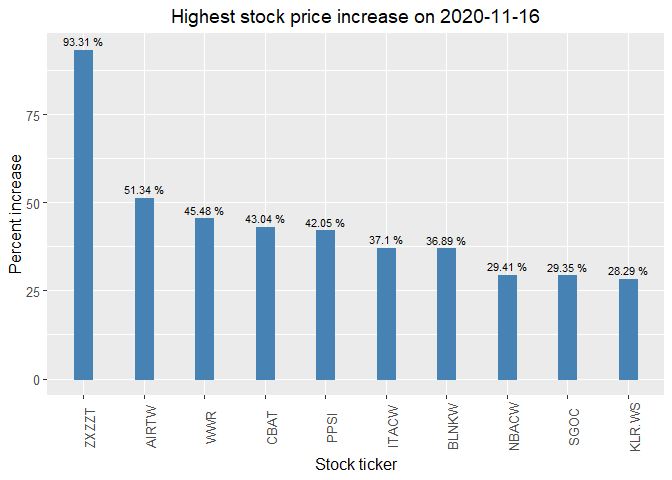 Highest stock price increase on 2020-11-16
93.31 %
51.34 %
45.48 %
43.04 %
42.05 %
37.1 %
36.89 %
29.41 %
29.35 %
28.29 %
75
50
25
0
Percent increase
ZXZZT
AIRTW
WWR
CBAT
PPSI
ITACW
BLNKW
NBACW
SGOC
KLR.WS
Stock ticker